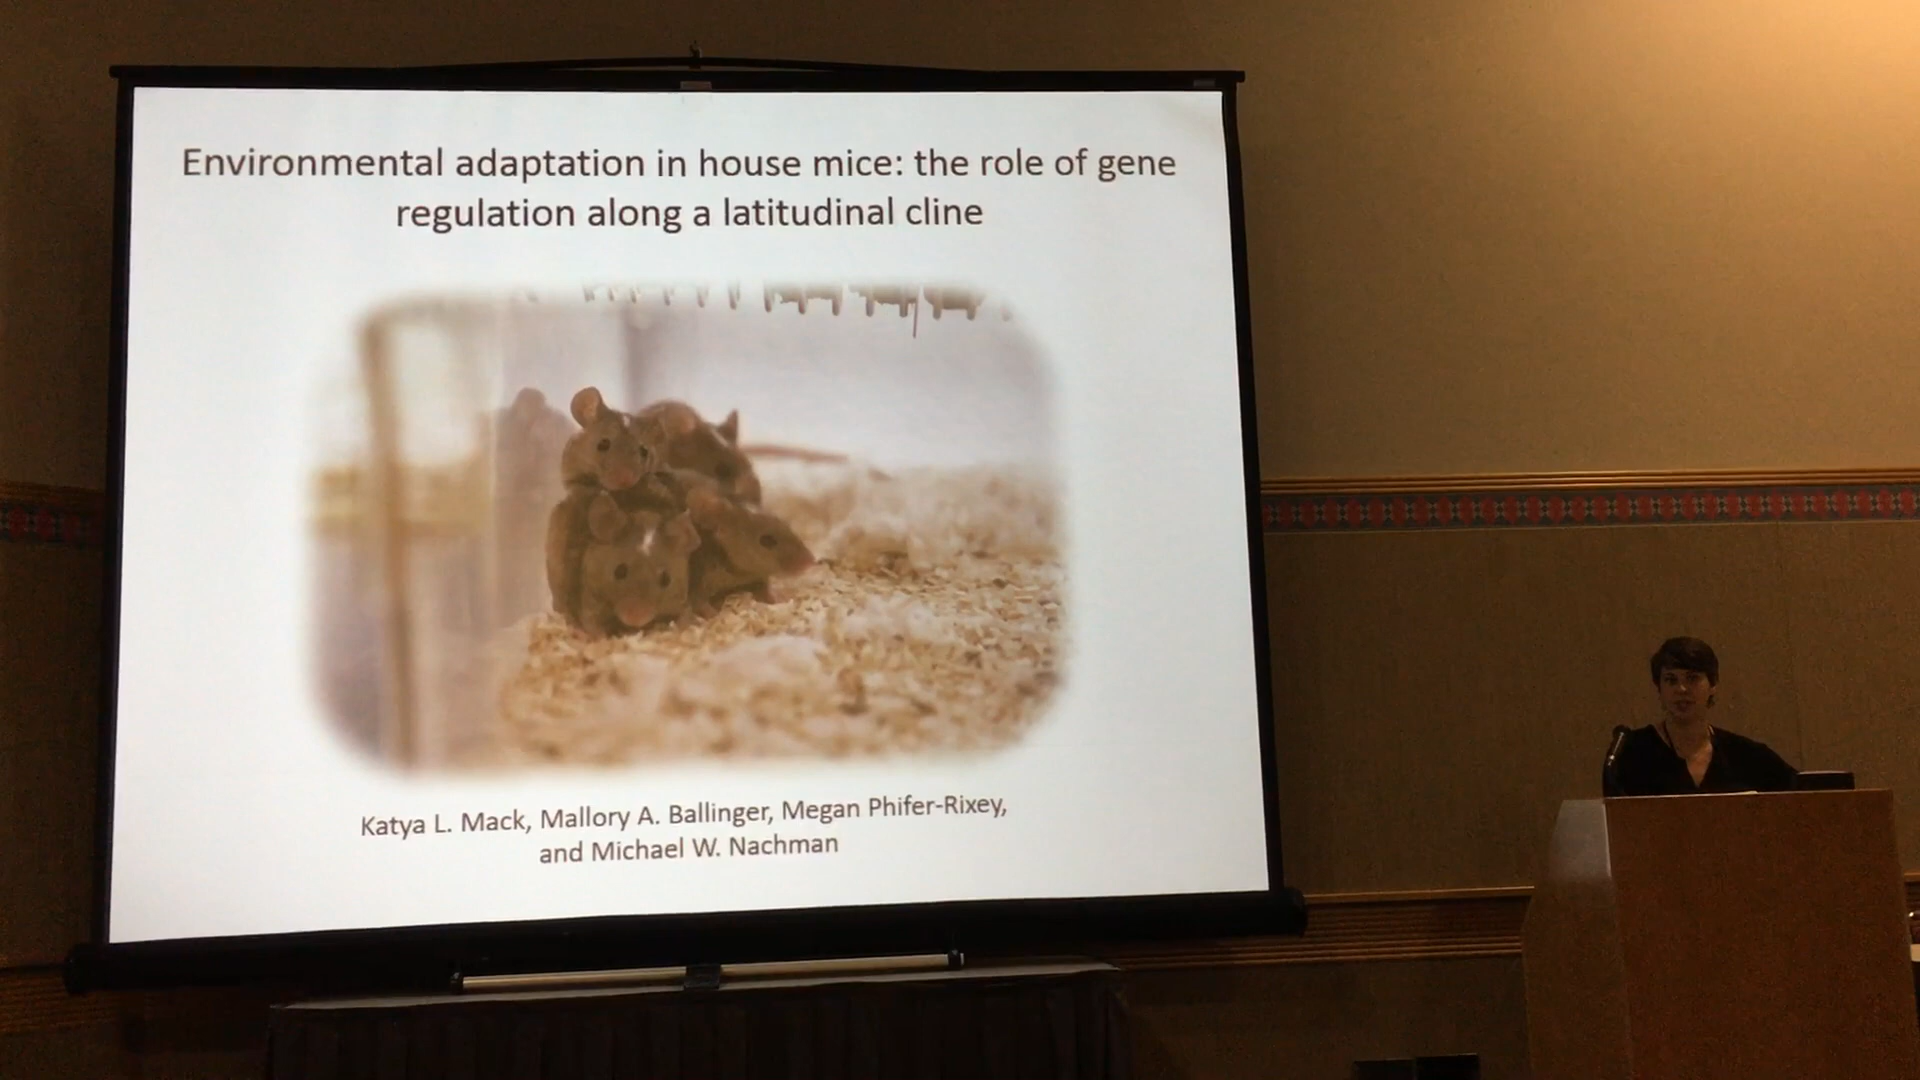 Environmental adaptation in house mice: the role of gene
regulation along a latitudinal cline
Katya L. Mack, Mallory A. Ballinger, Megan Phifer-Rixey,
and Michael W. Nachman